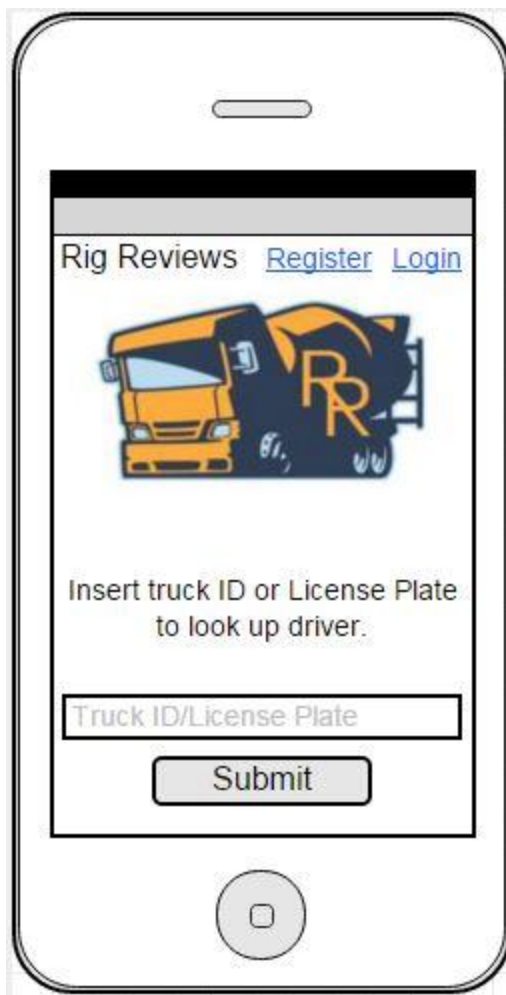 Rig Reviews Register Login
RR
Insert truck ID or License Plate
to look up driver.
Truck ID/License Plate
Submit